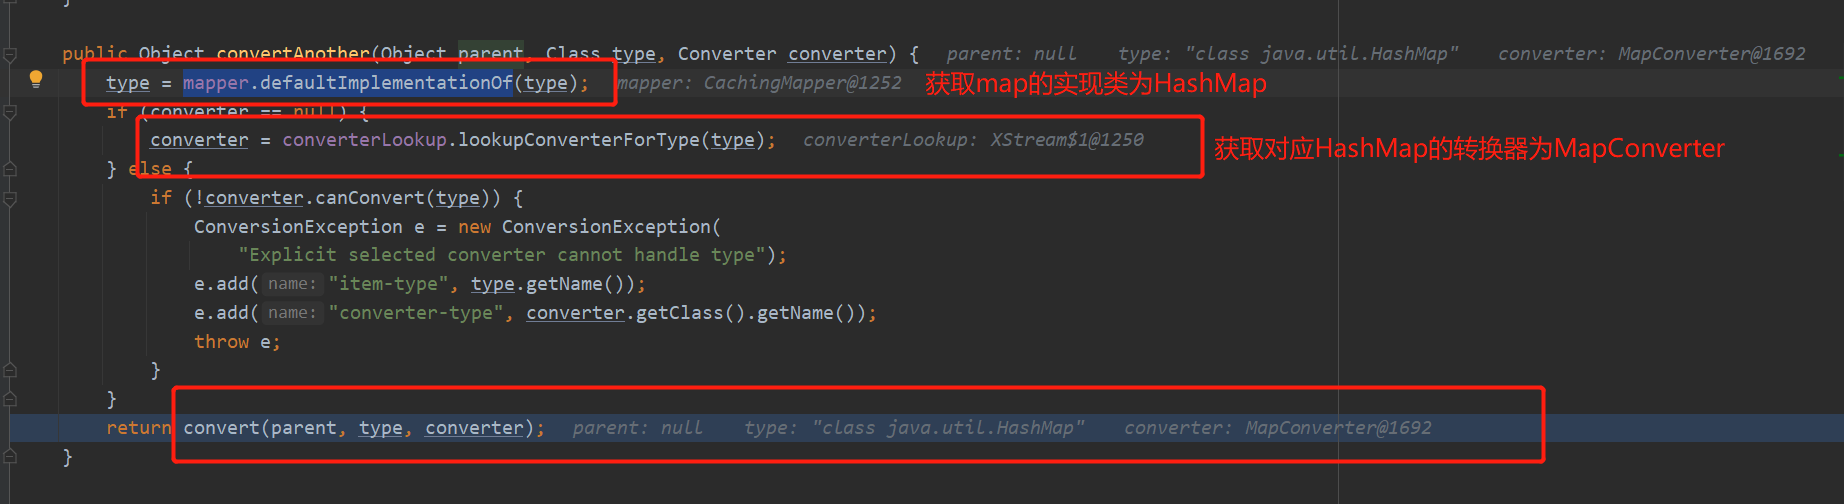 }
public Object convertAnother(Object parent, Class type, Converter converter) { parent: null type: "class java.util.HashMap" converter: MapConverter@1692
type = mapper.defaultImplementationOf(type); mapper: CachingMapper@1252 获取map的实现类为HashMap
if (converter == null) {
converter = converterLookup.lookupConverterForType(type); converterLookup: XStream$1@1250 获取对应HashMap的转换器为MapConverter
} else {
if (!converter.canConvert(type)) {
ConversionException e = new ConversionException(
"Explicit selected converter cannot handle type");
e.add( name: "item-type", type.getName());
e.add( name: "converter-type", converter.getClass().getName());
throw e;
}
}
return convert(parent, type, converter); parent: null type: "class java.util.HashMap" converter: MapConverter@1692
}